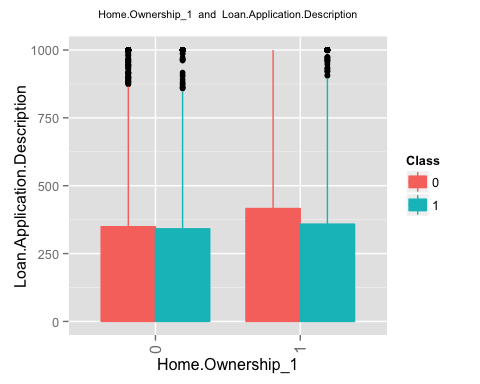 Home.Ownership_1 and Loan.Application.Description
1000
750
500
250
0
Loan.Application.Description
0
1
Home.Ownership_1
Class
0
1